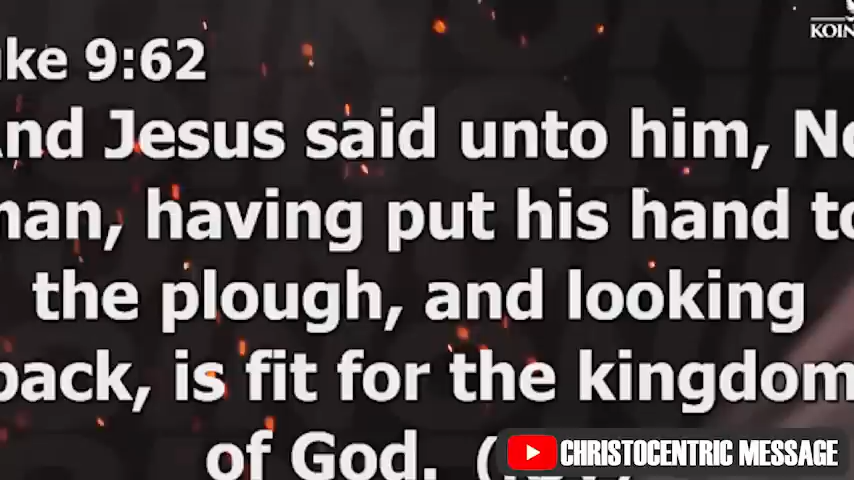 KOIN
ke 9:62
nd Jesus said unto him, No
man, having put his hand to
the plough, and looking
back, is fit for the kingdom
of God. (
CHRISTOCENTRIC MESSAGE